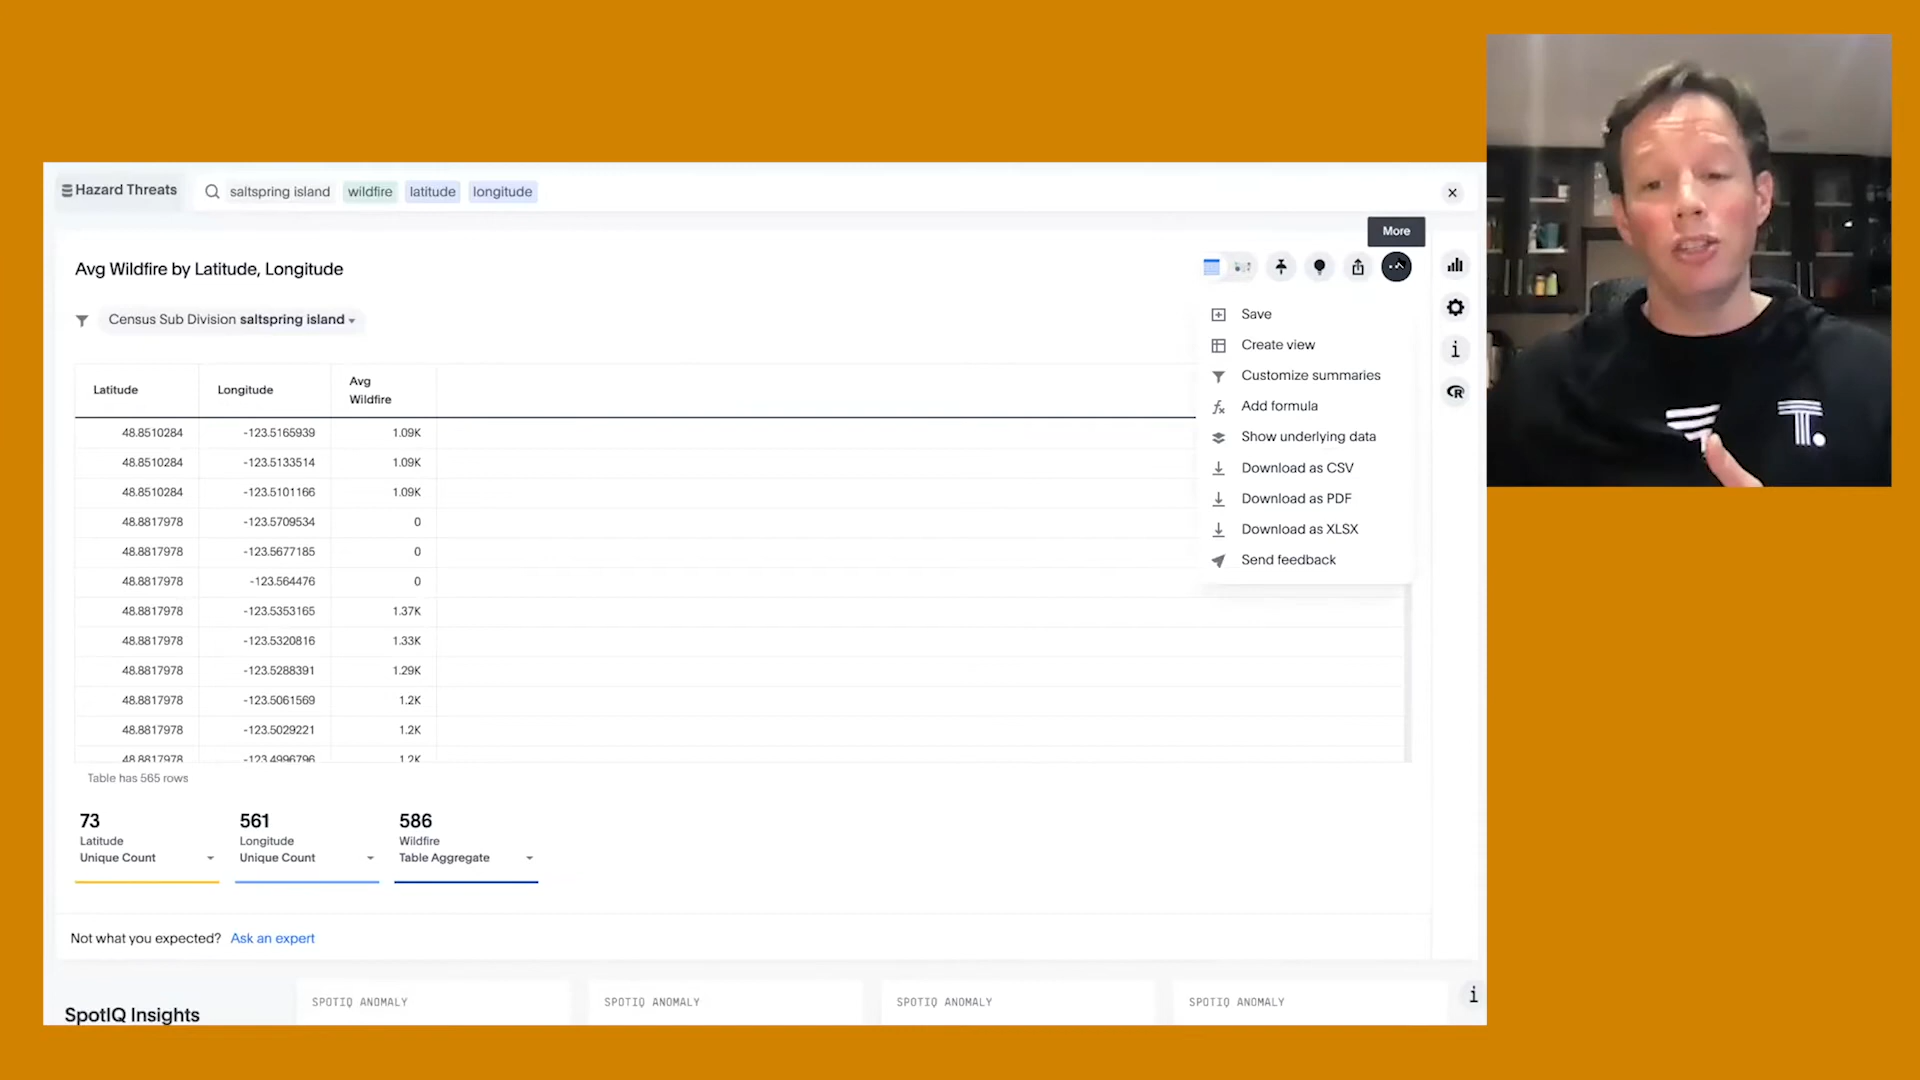 Hazard Threats
saltspring island wildfire latitude longitude
More
Avg Wildfire by Latitude, Longitude
Census Sub Division saltspring island
Save
Create view
Customize summaries
Add formula
Show underlying data
Download as CSV
Download as PDF
Download as XLSX
Send feedback
Latitude Longitude Avg Wildfire
48.8510284 -123.5165939 1.09K
48.8510284 -123.5133514 1.09K
48.8510284 -123.5101166 1.09K
48.8817978 -123.5709534 0
48.8817978 -123.5677185 0
48.8817978 -123.564476 0
48.8817978 -123.5353165 1.37K
48.8817978 -123.5320816 1.33K
48.8817978 -123.5288391 1.29K
48.8817978 -123.5061569 1.2K
48.8817978 -123.5029221 1.2K
48.8817978 -123.4996796 1.2K
Table has 565 rows
73 561 586
Latitude Longitude Wildfire
Unique Count Unique Count Table Aggregate
Not what you expected? Ask an expert
SpotIQ Insights
SPOTIQ ANOMALY SPOTIQ ANOMALY SPOTIQ ANOMALY SPOTIQ ANOMALY
T.